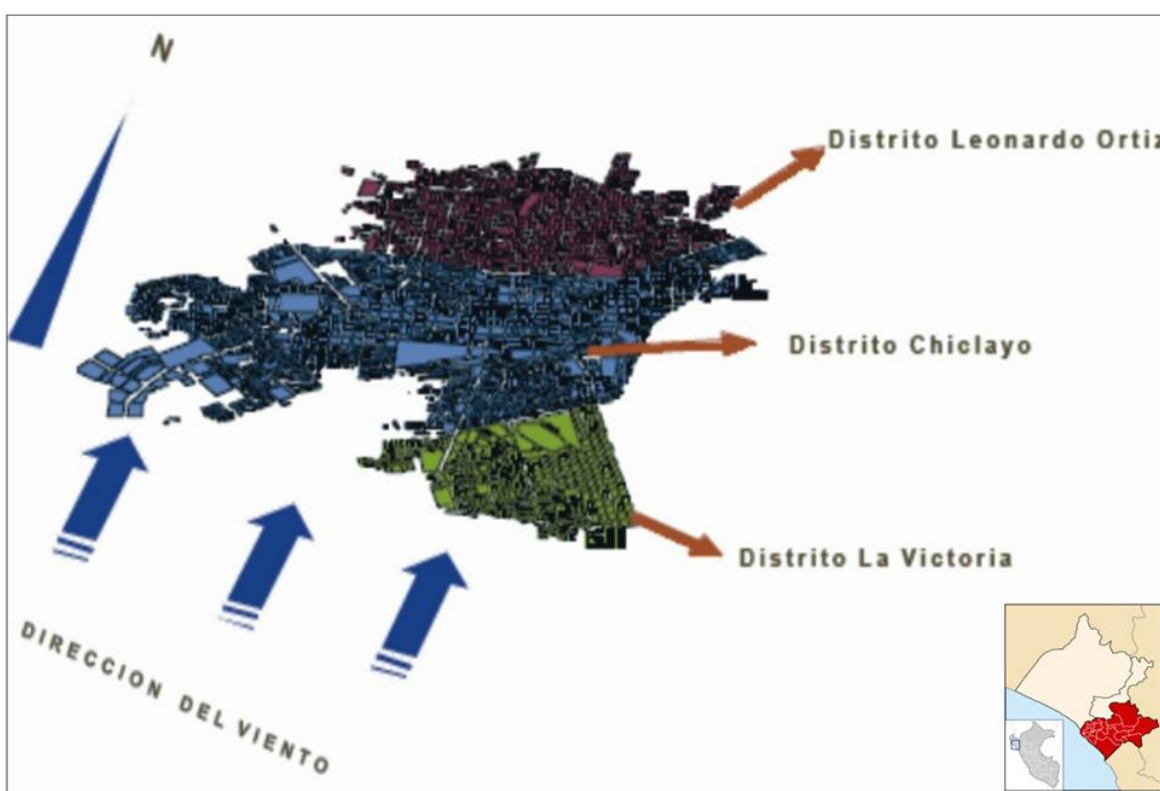 N
Distrito Leonardo Ortiz
Distrito Chiclayo
Distrito La Victoria
DIRECCION DEL VIENTO